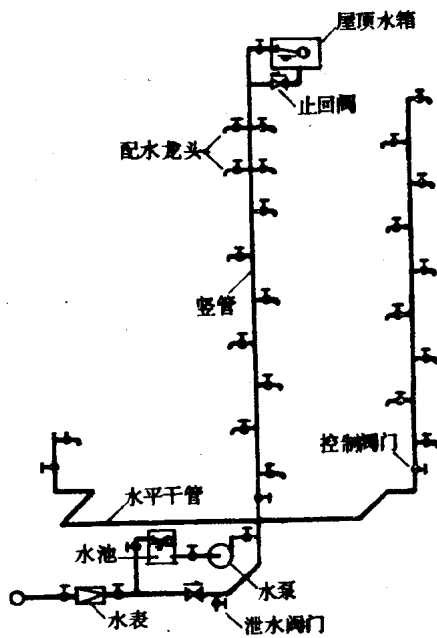 屋顶水箱
止回阀
配水龙头
竖管
控制阀门
水平干管
水池
水泵
水表
泄水阀门